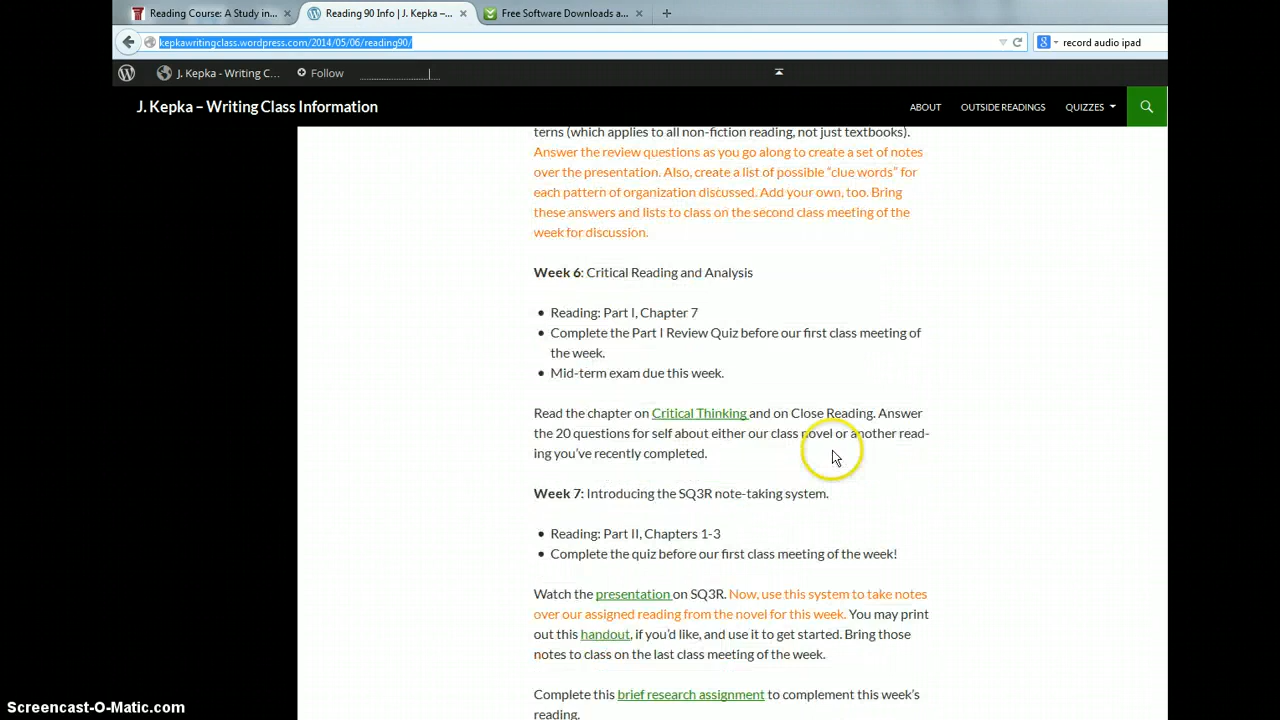 Reading Course: A Study in...
Reading 90 Info | J. Kepka –...
Free Software Downloads a...
kepkawritingclass.wordpress.com/2014/05/06/reading90/
record audio ipad
J. Kepka - Writing C...
Follow
J. Kepka – Writing Class Information
ABOUT
OUTSIDE READINGS
QUIZZES
terns (which applies to all non-fiction reading, not just textbooks).
Answer the review questions as you go along to create a set of notes
over the presentation. Also, create a list of possible “clue words” for
each pattern of organization discussed. Add your own, too. Bring
these answers and lists to class on the second class meeting of the
week for discussion.
Week 6: Critical Reading and Analysis
• Reading: Part I, Chapter 7
• Complete the Part I Review Quiz before our first class meeting of
the week.
• Mid-term exam due this week.
Read the chapter on Critical Thinking and on Close Reading. Answer
the 20 questions for self about either our class novel or another read-
ing you’ve recently completed.
Week 7: Introducing the SQ3R note-taking system.
• Reading: Part II, Chapters 1-3
• Complete the quiz before our first class meeting of the week!
Watch the presentation on SQ3R. Now, use this system to take notes
over our assigned reading from the novel for this week. You may print
out this handout, if you’d like, and use it to get started. Bring those
notes to class on the last class meeting of the week.
Complete this brief research assignment to complement this week’s
reading.
Screencast-O-Matic.com